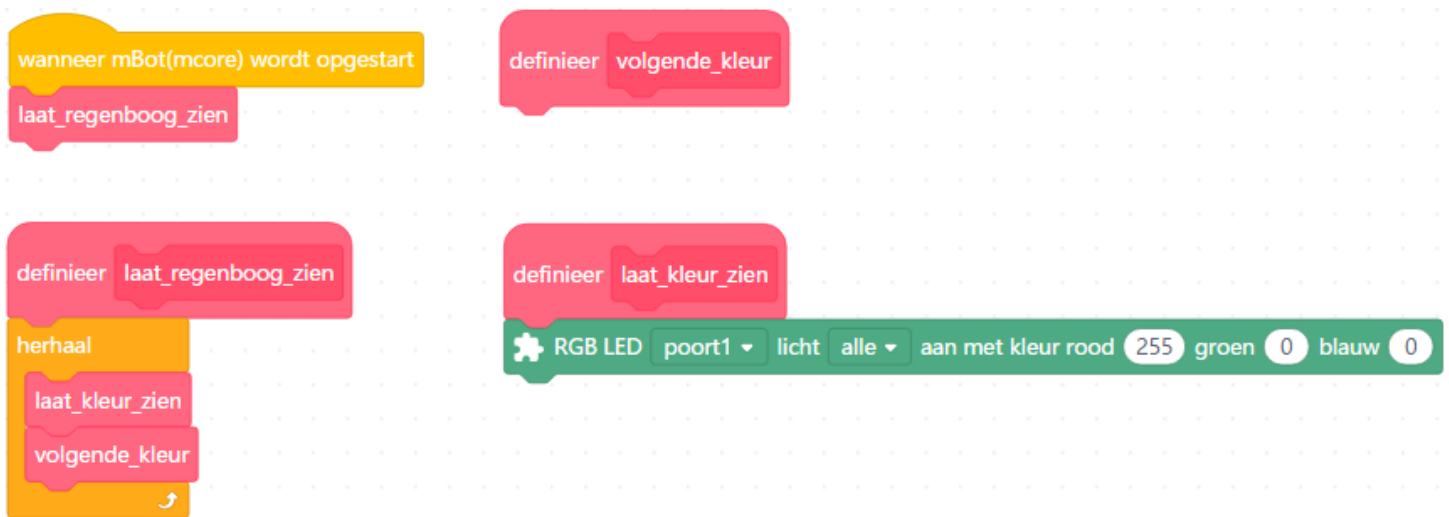 wanneer mBot(mcore) wordt opgestart
laat_regenboog_zien
definieer volgende_kleur
definieer laat_regenboog_zien
herhaal
laat_kleur_zien
volgende_kleur
definieer laat_kleur_zien
RGB LED poort1 licht alle aan met kleur rood 255 groen 0 blauw 0